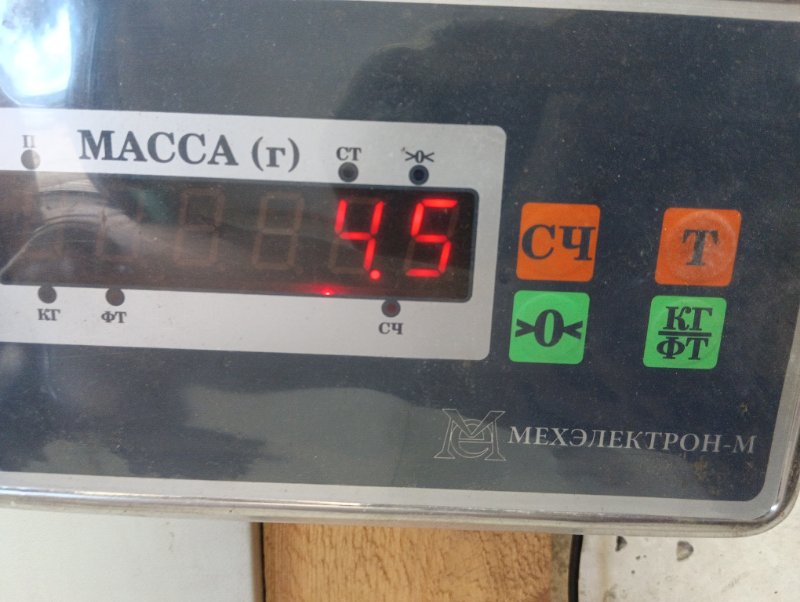 П
МАССА (г)
СТ
>0<
4.5
КГ
ФТ
СЧ
СЧ
Т
>0<
КГ
ФТ
МЕХЭЛЕКТРОН-М